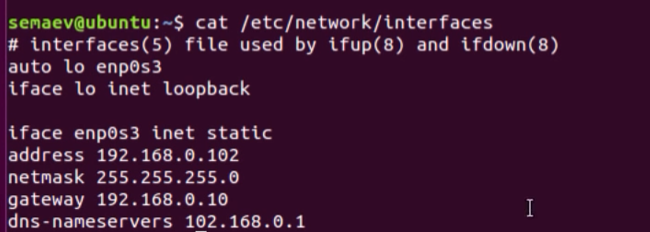 semaev@ubuntu:~$ cat /etc/network/interfaces
# interfaces(5) file used by ifup(8) and ifdown(8)
auto lo enp0s3
iface lo inet loopback
iface enp0s3 inet static
address 192.168.0.102
netmask 255.255.255.0
gateway 192.168.0.10
dns-nameservers 102.168.0.1